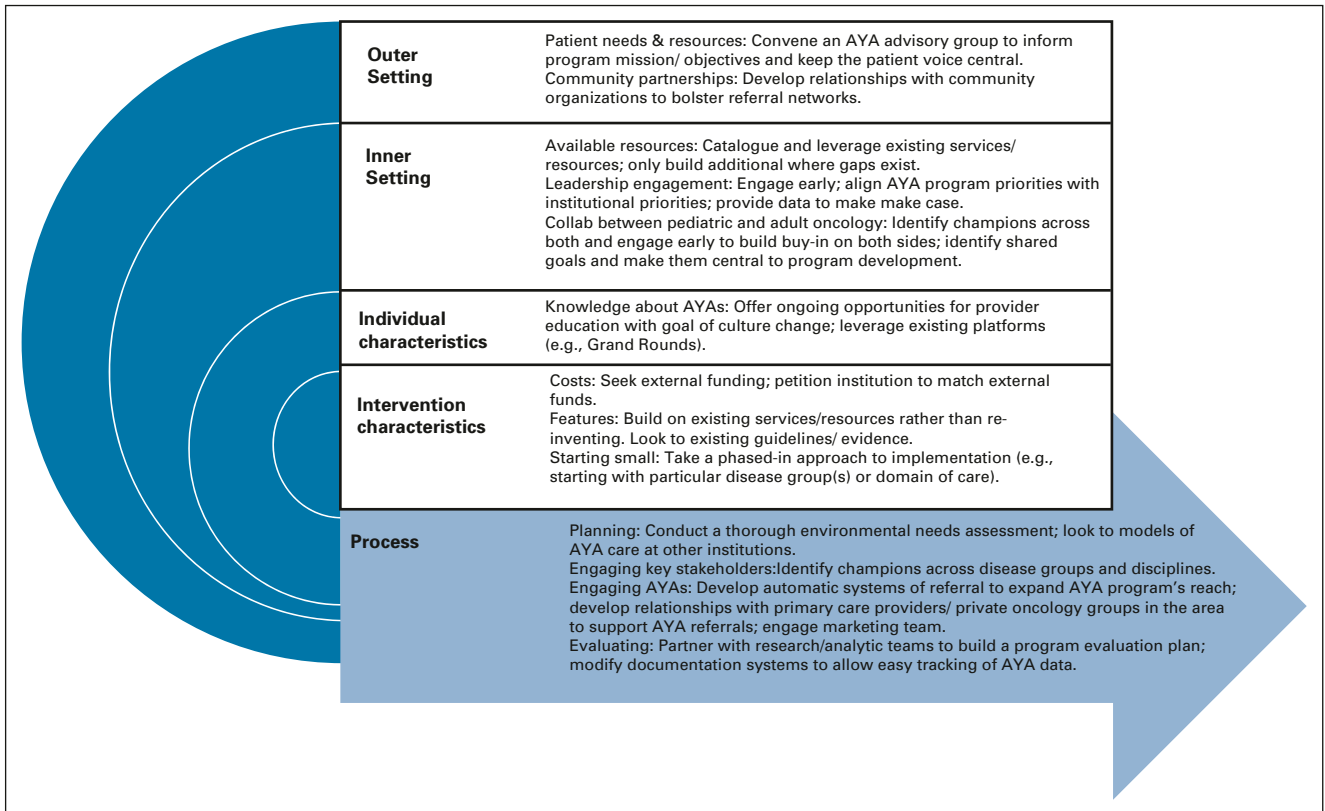 Outer
Setting
Patient needs & resources: Convene an AYA advisory group to inform
program mission/ objectives and keep the patient voice central.
Community partnerships: Develop relationships with community
organizations to bolster referral networks.
Inner
Setting
Available resources: Catalogue and leverage existing services/
resources; only build additional where gaps exist.
Leadership engagement: Engage early; align AYA program priorities with
institutional priorities; provide data to make make case.
Collab between pediatric and adult oncology: Identify champions across
both and engage early to build buy-in on both sides; identify shared
goals and make them central to program development.
Individual
characteristics
Knowledge about AYAs: Offer ongoing opportunities for provider
education with goal of culture change; leverage existing platforms
(e.g., Grand Rounds).
Intervention
characteristics
Costs: Seek external funding; petition institution to match external
funds.
Features: Build on existing services/resources rather than re-
inventing. Look to existing guidelines/ evidence.
Starting small: Take a phased-in approach to implementation (e.g.,
starting with particular disease group(s) or domain of care).
Process
Planning: Conduct a thorough environmental needs assessment; look to models of
AYA care at other institutions.
Engaging key stakeholders:Identify champions across disease groups and disciplines.
Engaging AYAs: Develop automatic systems of referral to expand AYA program's reach;
develop relationships with primary care providers/ private oncology groups in the area
to support AYA referrals; engage marketing team.
Evaluating: Partner with research/analytic teams to build a program evaluation plan;
modify documentation systems to allow easy tracking of AYA data.